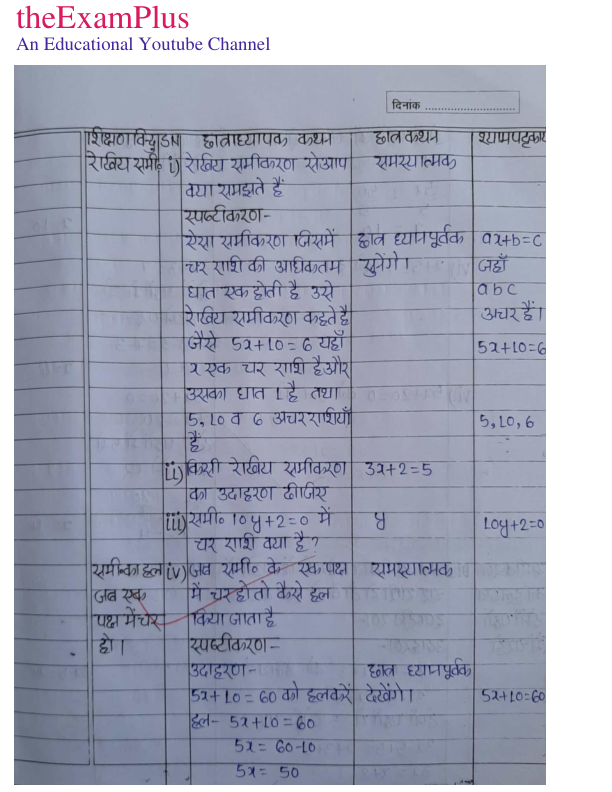 theExamPlus
An Educational Youtube Channel
दिनांक
शिक्षण बिन्दु SN छात्राध्यापक कथन छात्र कथन श्यामपट्टकार्य
रेखिय समी० i) रेखिय समीकरण से आप समस्यात्मक
क्या समझते हैं
स्पष्टीकरण-
ऐसा समीकरण जिसमें छात्र ध्यानपूर्वक ax+b=c
चर राशि की अधिकतम सुनेंगे। जहाँ
घात एक होती है उसे a b c
रेखिय समीकरण कहते है अचर हैं।
जैसे 5x+10=6 यहाँ 5x+10=6
x एक चर राशि है और
उसका घात 1 है तथा
5,10 व 6 अचर राशियाँ 5,10,6
हैं
ii) किसी रेखिय समीकरण 3x+2=5
का उदाहरण दीजिए
iii) समी० 10y+2=0 में y 10y+2=0
चर राशि क्या है?
समी०का हल iv) जब समी० के एक पक्ष समस्यात्मक
जब एक में चर हो तो कैसे हल
पक्ष में चर किया जाता है
हो। स्पष्टीकरण-
उदाहरण- छात्र ध्यानपूर्वक
5x+10=60 को हल करें देखेंगे। 5x+10=60
हल- 5x+10=60
5x= 60-10
5x= 50